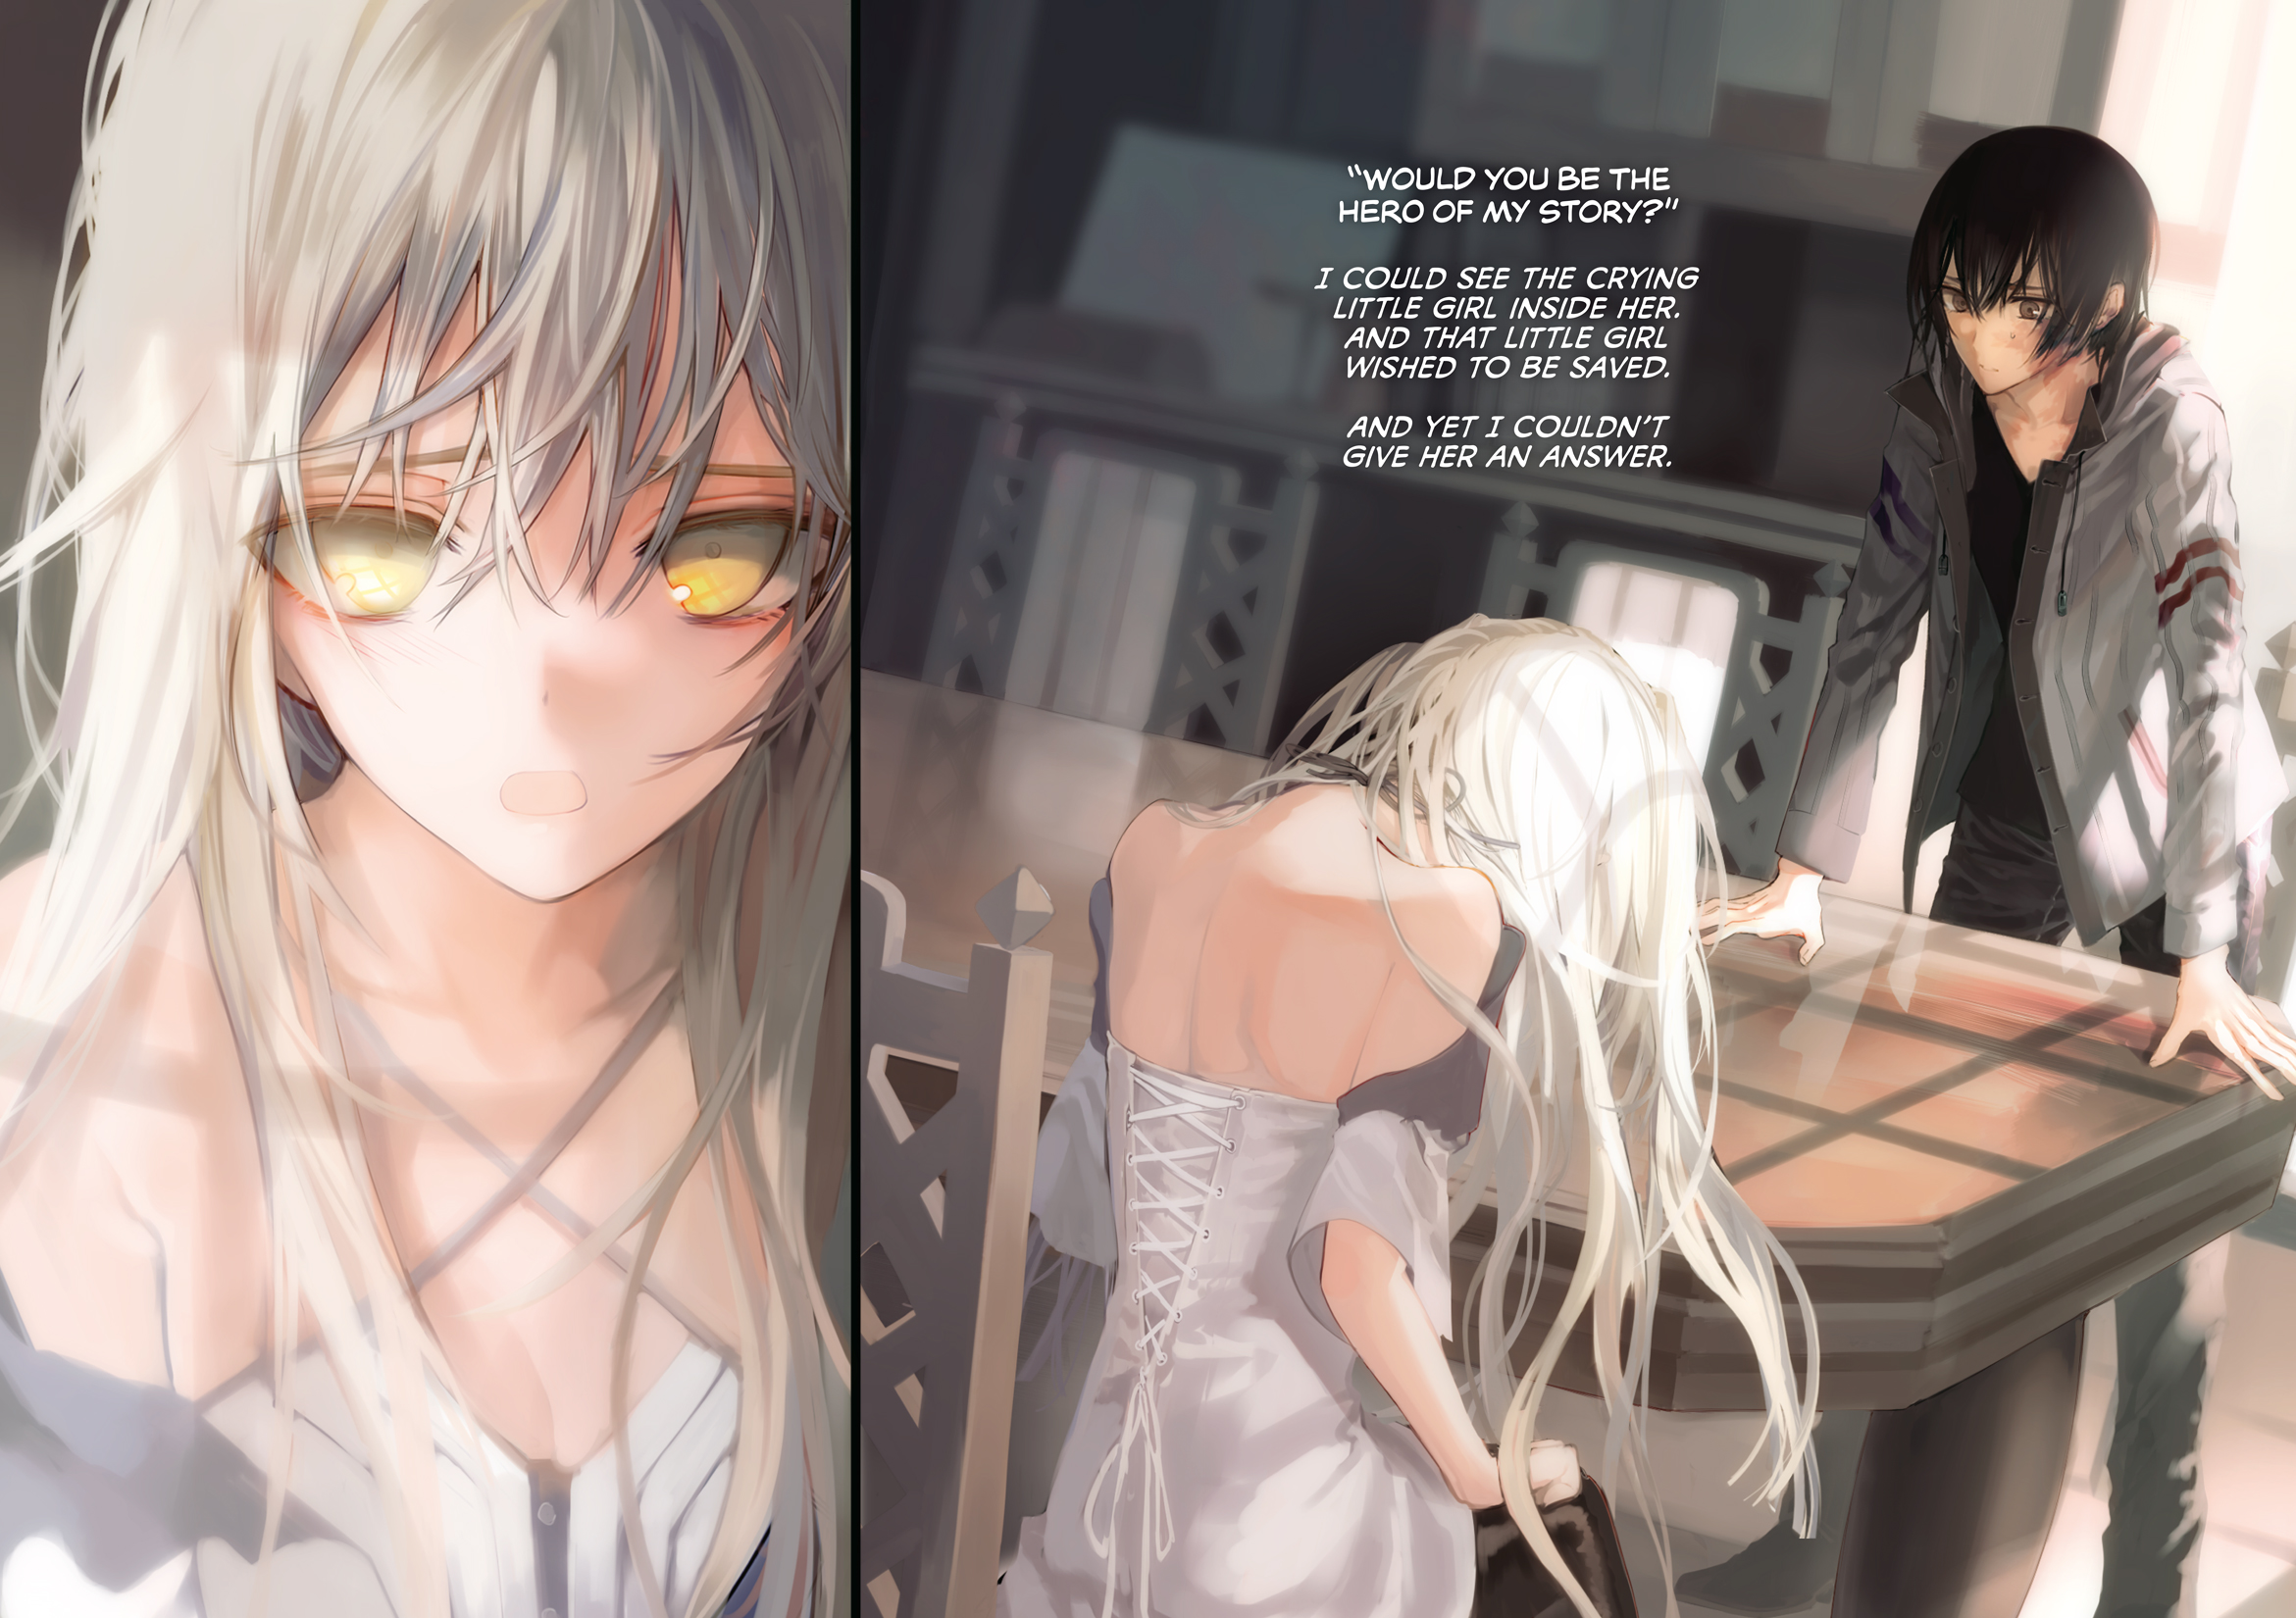 “WOULD YOU BE THE
HERO OF MY STORY?”
I COULD SEE THE CRYING
LITTLE GIRL INSIDE HER.
AND THAT LITTLE GIRL
WISHED TO BE SAVED.
AND YET I COULDN’T
GIVE HER AN ANSWER.